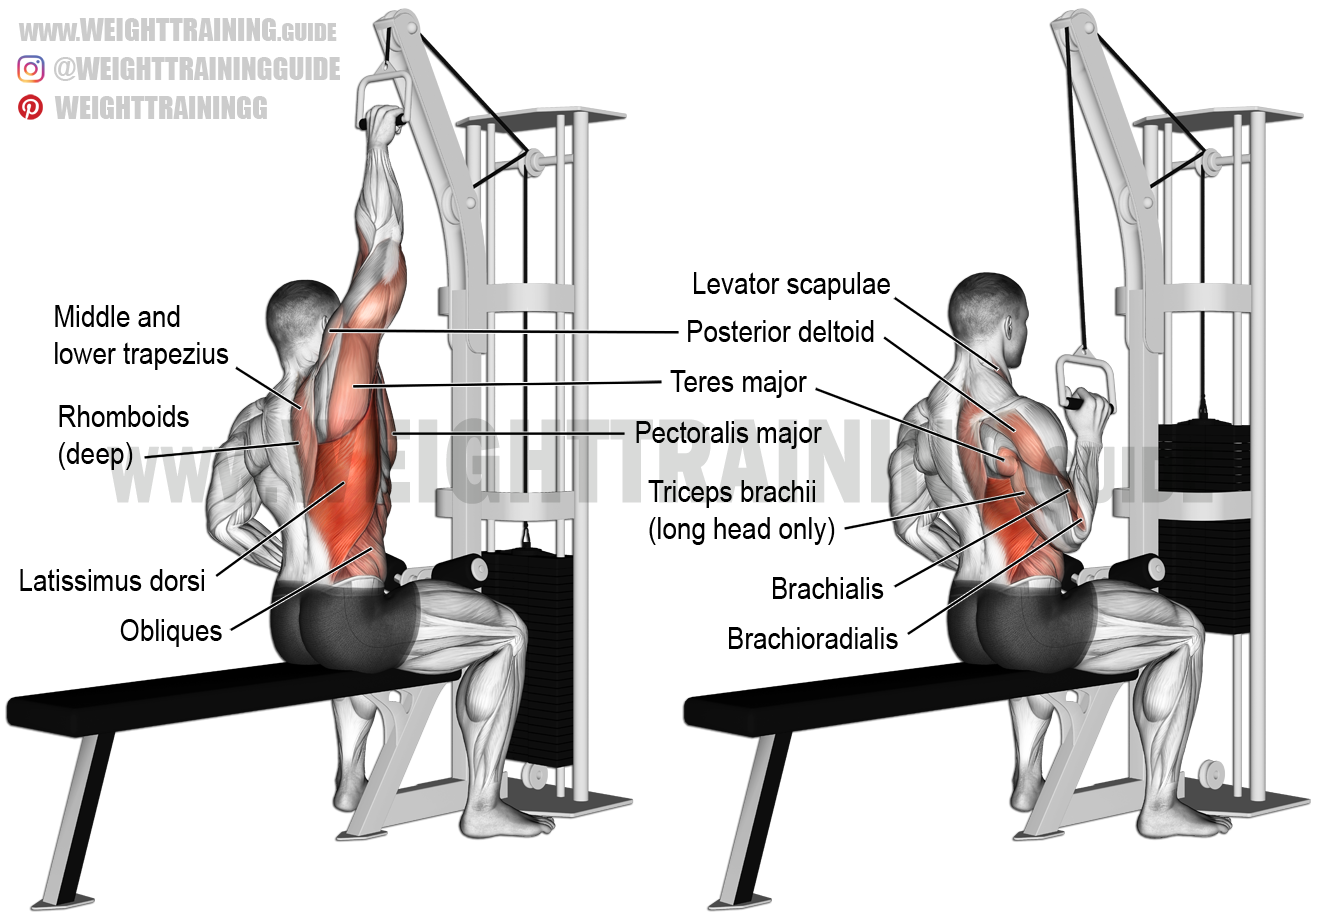 www.WEIGHTTRAINING.GUIDE
@WEIGHTTRAININGGUIDE
WEIGHTTRAININGG
Middle and
lower trapezius
Rhomboids
(deep)
Latissimus dorsi
Obliques
Levator scapulae
Posterior deltoid
Teres major
Pectoralis major
Triceps brachii
(long head only)
Brachialis
Brachioradialis
www.WEIGHTTRAINING.GUIDE